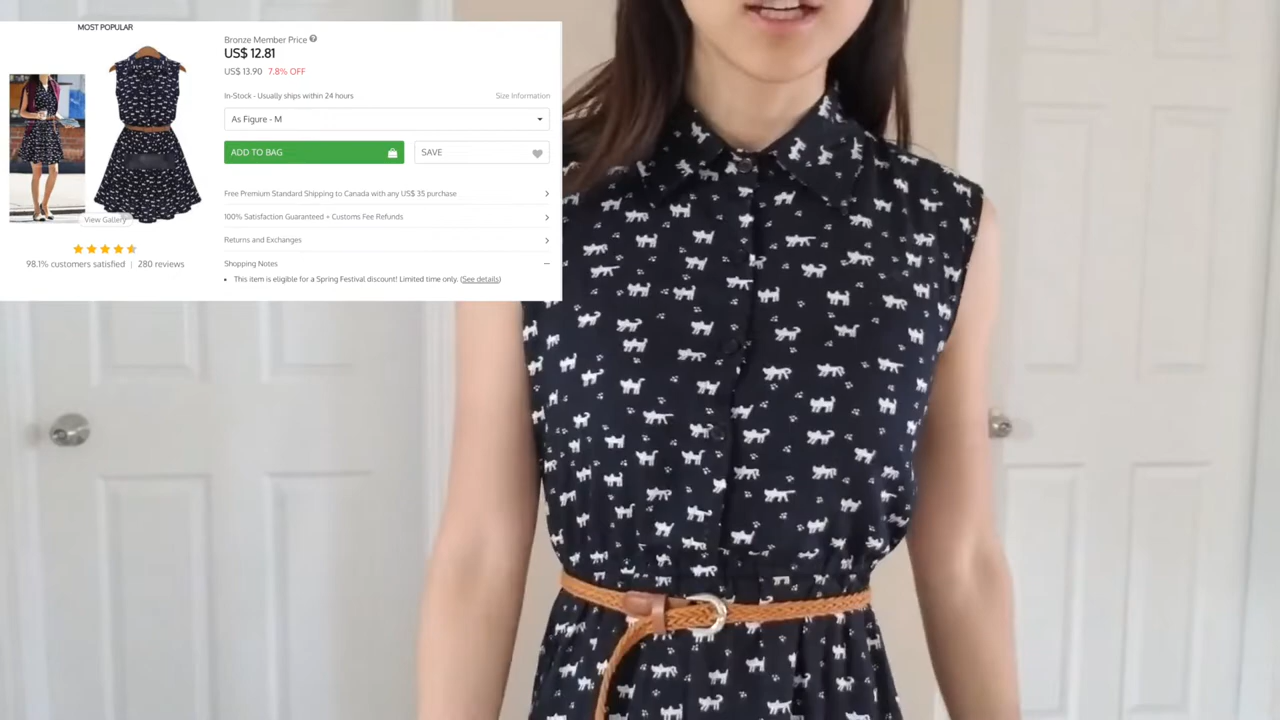 MOST POPULAR
View Gallery
98.1% customers satisfied | 280 reviews
Bronze Member Price
US$ 12.81
US$ 13.90 7.8% OFF
In-Stock - Usually ships within 24 hours Size Information
As Figure - M
ADD TO BAG SAVE
Free Premium Standard Shipping to Canada with any US$ 35 purchase
100% Satisfaction Guaranteed + Customs Fee Refunds
Returns and Exchanges
Shopping Notes
• This item is eligible for a Spring Festival discount! Limited time only. (See details)